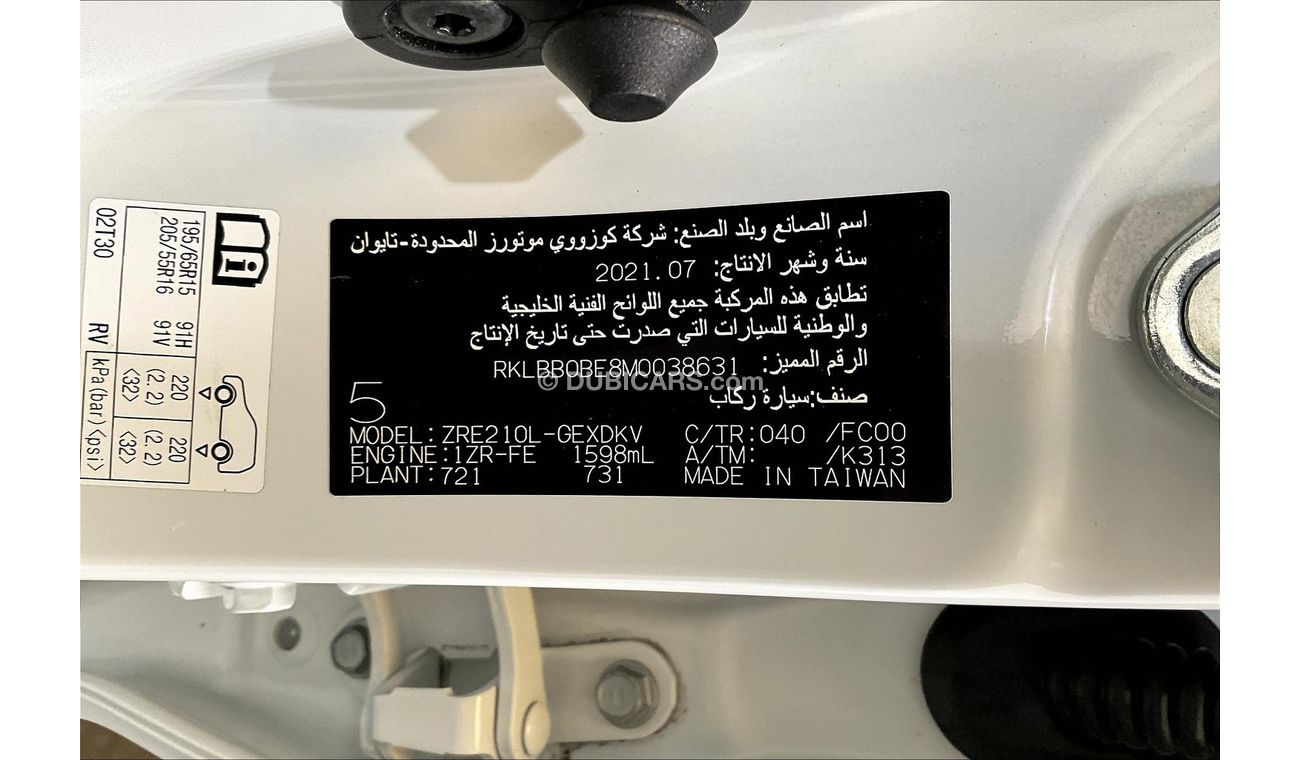 اسم الصانع وبلد الصنع: شركة كوزووي موتورز المحدودة-تايوان
سنة وشهر الانتاج: 2021.07
تطابق هذه المركبة جميع اللوائح الفنية الخليجية
والوطنية للسيارات التي صدرت حتى تاريخ الإنتاج
الرقم المميز: RKLBB0BE8M0038631
صنف:سيارة ركاب
5
MODEL:ZRE210L-GEXDKV C/TR:040 /FC00
ENGINE:1ZR-FE 1598mL A/TM: /K313
PLANT:721 731 MADE IN TAIWAN
© DUBICARS.com
195/65R15 91H 220 (2.2) <32> 220 (2.2) <32>
205/55R16 91V
02T30 RV kPa(bar)<psi>